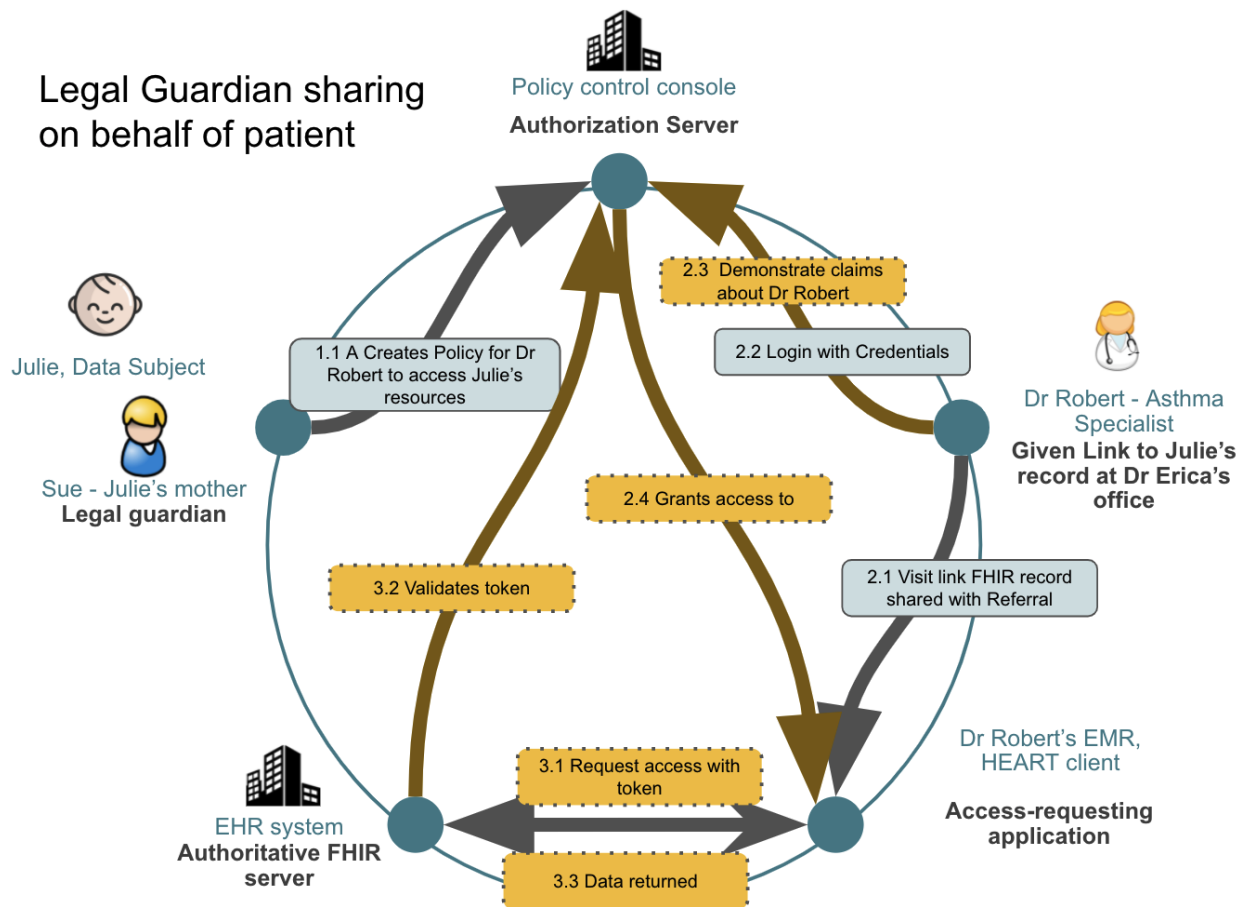 Legal Guardian sharing
on behalf of patient
Policy control console
Authorization Server
2.3 Demonstrate claims
about Dr Robert
2.2 Login with Credentials
Julie, Data Subject
1.1 A Creates Policy for Dr
Robert to access Julie's
resources
Sue - Julie's mother
Legal guardian
Dr Robert - Asthma
Specialist
Given Link to Julie's
record at Dr Erica's
office
2.4 Grants access to
3.2 Validates token
2.1 Visit link FHIR record
shared with Referral
Dr Robert's EMR,
HEART client
Access-requesting
application
3.1 Request access with
token
EHR system
Authoritative FHIR
server
3.3 Data returned